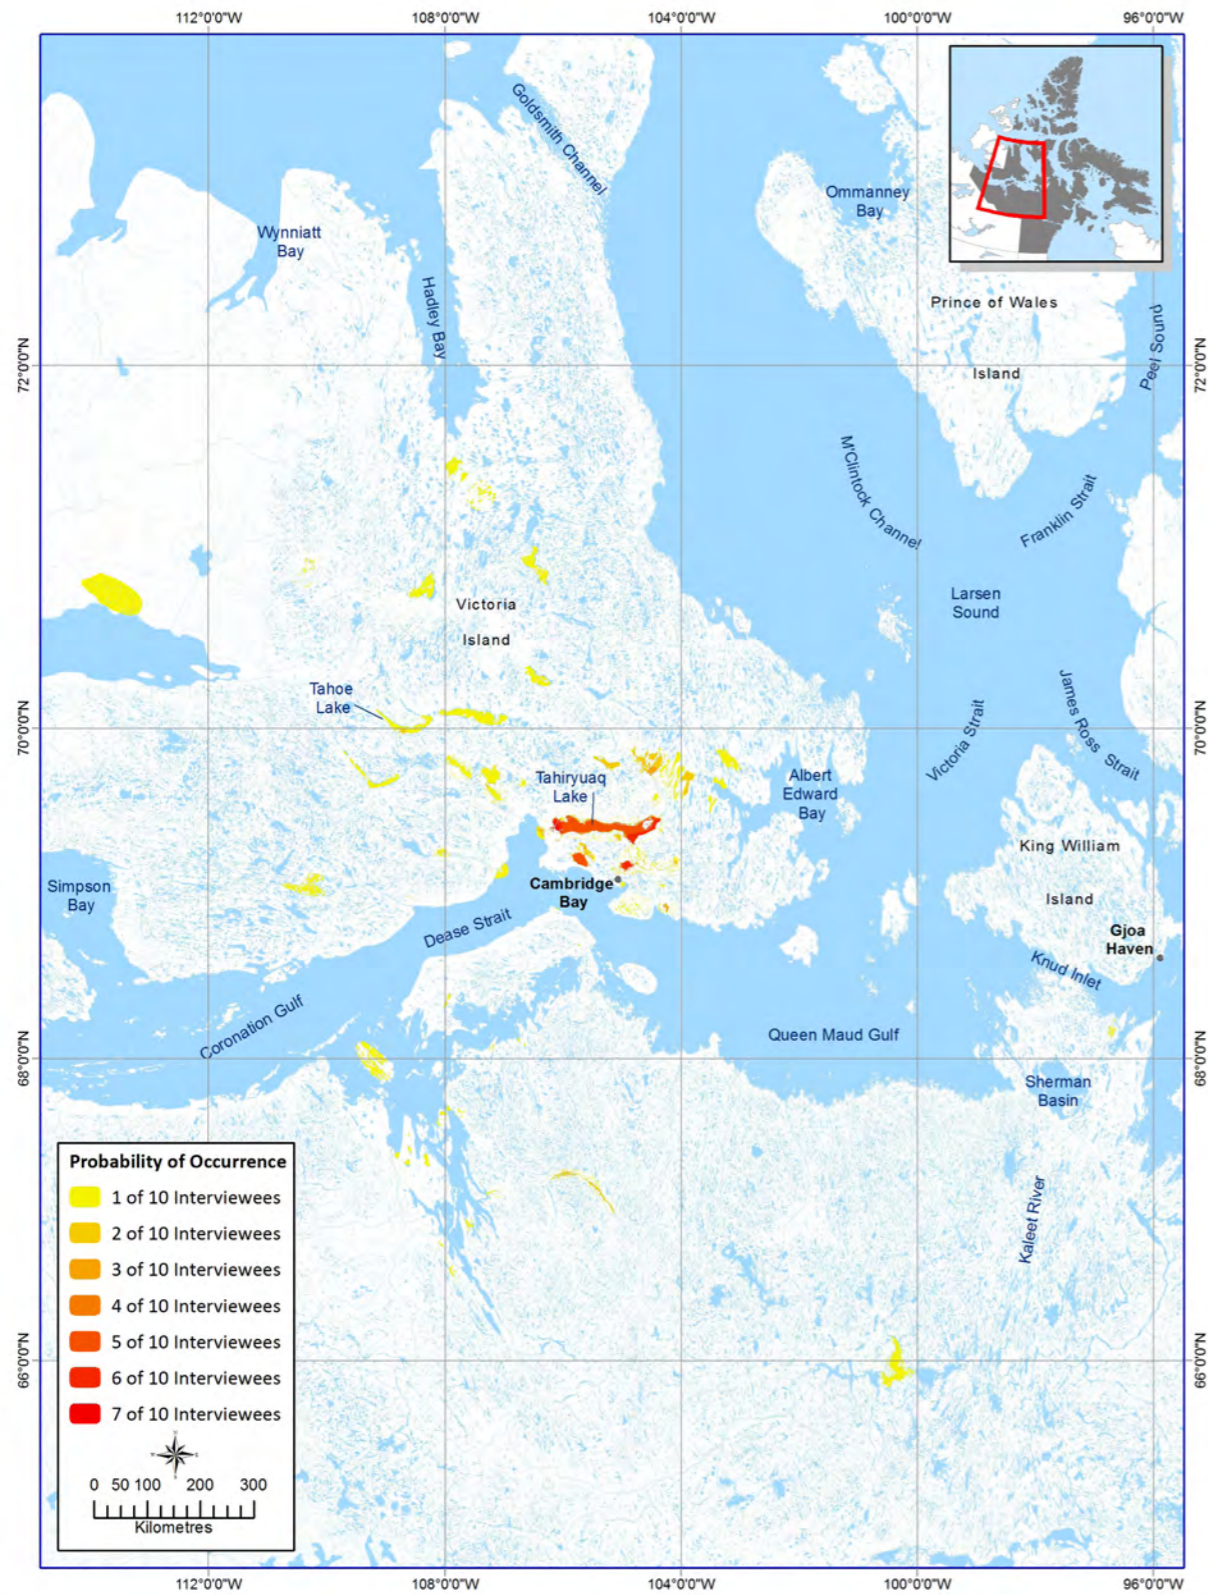 112°0'0"W 108°0'0"W 104°0'0"W 100°0'0"W 96°0'0"W
Goldsmith Channel
Ommanney
Bay
Wynniatt
Bay
Hadley Bay
Prince of Wales
Island
Peel Sound
72°0'0"N
72°0'0"N
M'Clintock Channel
Franklin Strait
Larsen
Sound
Victoria
Island
Tahoe
Lake
James Ross Strait
Victoria Strait
70°0'0"N
70°0'0"N
Tahiryuaq
Lake
Albert
Edward
Bay
King William
Island
Simpson
Bay
Cambridge
Bay
Dease Strait
Gjoa
Haven
Knud Inlet
Coronation Gulf
Queen Maud Gulf
68°0'0"N
68°0'0"N
Sherman
Basin
Kaleet River
66°0'0"N
66°0'0"N
Probability of Occurrence
1 of 10 Interviewees
2 of 10 Interviewees
3 of 10 Interviewees
4 of 10 Interviewees
5 of 10 Interviewees
6 of 10 Interviewees
7 of 10 Interviewees
0 50 100 200 300
Kilometres
112°0'0"W 108°0'0"W 104°0'0"W 100°0'0"W 96°0'0"W